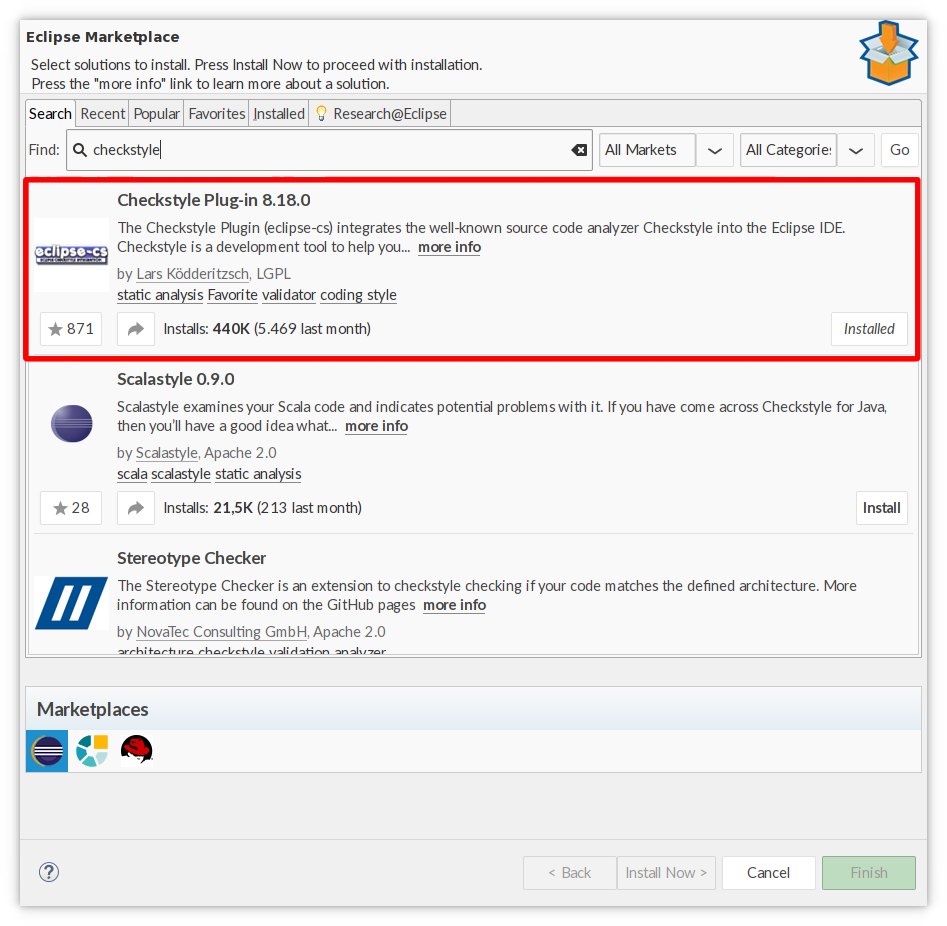 Eclipse Marketplace
Select solutions to install. Press Install Now to proceed with installation.
Press the "more info" link to learn more about a solution.
Search Recent Popular Favorites Installed Research@Eclipse
Find: checkstyle All Markets All Categories Go
Checkstyle Plug-in 8.18.0
The Checkstyle Plugin (eclipse-cs) integrates the well-known source code analyzer Checkstyle into the Eclipse IDE.
eclipse-cs
Checkstyle is a development tool to help you... more info
by Lars Ködderitzsch, LGPL
static analysis Favorite validator coding style
871 Installs: 440K (5.469 last month) Installed
Scalastyle 0.9.0
Scalastyle examines your Scala code and indicates potential problems with it. If you have come across Checkstyle for Java,
then you'll have a good idea what... more info
by Scalastyle, Apache 2.0
scala scalastyle static analysis
28 Installs: 21,5K (213 last month) Install
Stereotype Checker
The Stereotype Checker is an extension to checkstyle checking if your code matches the defined architecture. More
information can be found on the GitHub pages more info
by NovaTec Consulting GmbH, Apache 2.0
architecture checkstyle validation analyzer
Marketplaces
? < Back Install Now > Cancel Finish